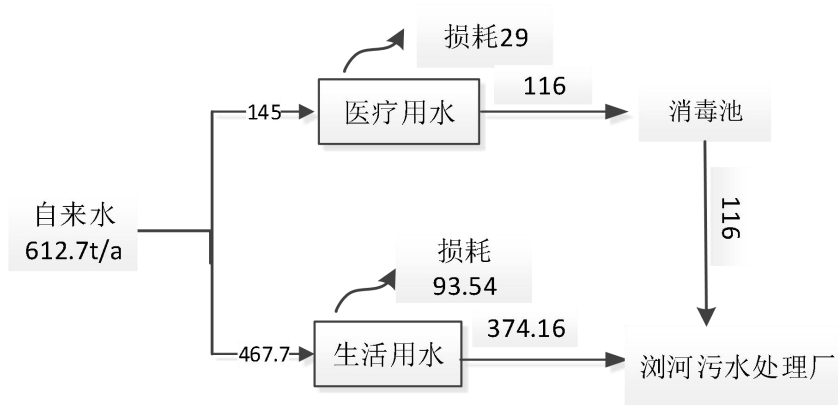 损耗29
116
145
医疗用水
消毒池
自来水
612.7t/a
116
损耗
93.54
374.16
467.7
生活用水
浏河污水处理厂